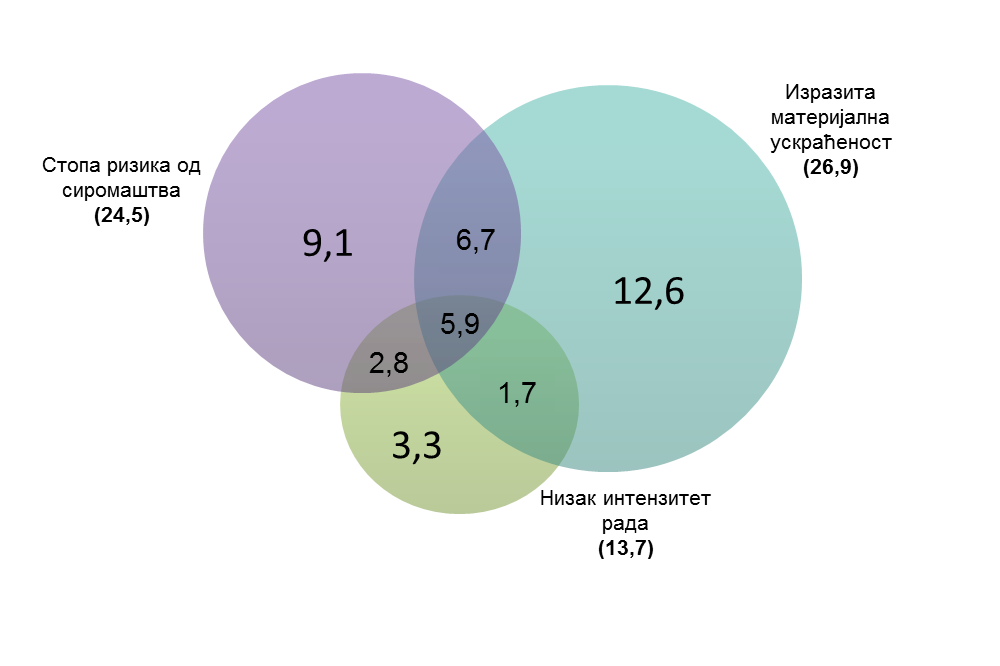 Изразита
материјална
ускраћеност
(26,9)
Стопа ризика од
сиромаштва
(24,5)
9,1
6,7
12,6
5,9
2,8
1,7
3,3
Низак интензитет
рада
(13,7)